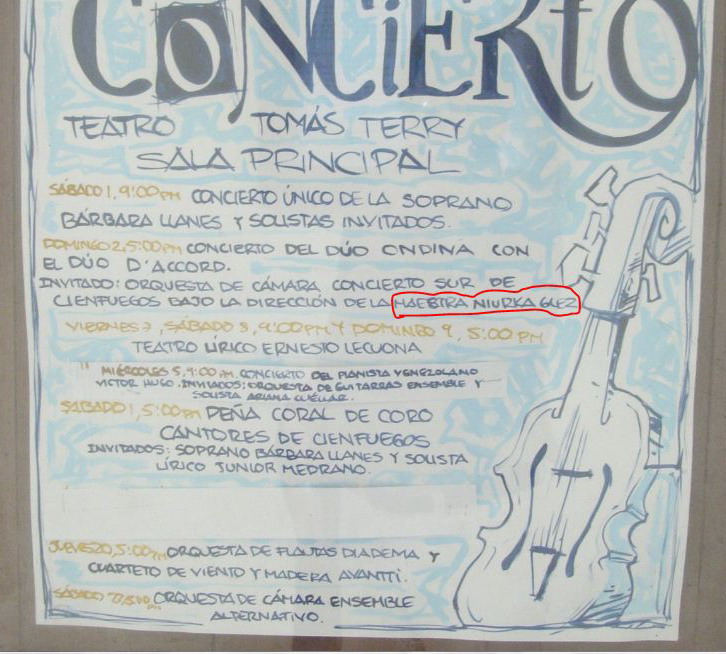 CONCIERTO
TEATRO TOMÁS TERRY
SALA PRINCIPAL
SÁBADO 1, 9:00 PM CONCIERTO ÚNICO DE LA SOPRANO
BÁRBARA LLANES Y SOLISTAS INVITADOS.
DOMINGO 2, 5:00 PM CONCIERTO DEL DÚO ONDINA CON
EL DÚO D'ACCORD.
INVITADO: ORQUESTA DE CÁMARA CONCIERTO SUR DE
CIENFUEGOS BAJO LA DIRECCIÓN DE LA MAESTRA NIURKA GLEZ
VIERNES 7, SÁBADO 8, 9:00 PM Y DOMINGO 9, 5:00 PM
TEATRO LÍRICO ERNESTO LECUONA
MIÉRCOLES 5, 9:00 PM. CONCIERTO DEL PIANISTA VENEZOLANO
VICTOR HUGO. INVITADOS: ORQUESTA DE GUITARRAS ENSEMBLE Y
SOLISTA ARIANA CUÉLLAR.
SÁBADO 1, 5:00 PM PEÑA CORAL DE CORO
CANTORES DE CIENFUEGOS
INVITADOS: SOPRANO BÁRBARA LLANES Y SOLISTA
LÍRICO JUNIOR MEDRANO.
JUEVES 20, 5:00 PM ORQUESTA DE FLAUTAS DIADEMA Y
CUARTETO DE VIENTO Y MADERA AVANTTI.
SÁBADO ORQUESTA DE CÁMARA ENSEMBLE
ALTERNATIVO.